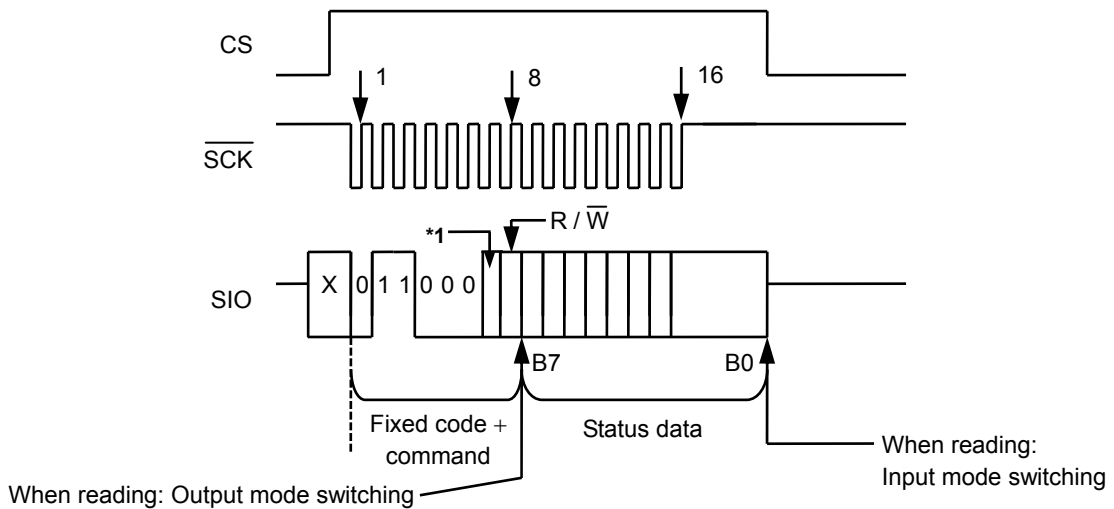 CS
1
8
16
SCK
*1
R / W
SIO
X 0 1 1 0 0 0
B7
B0
Fixed code +
command
Status data
When reading:
Input mode switching
When reading: Output mode switching